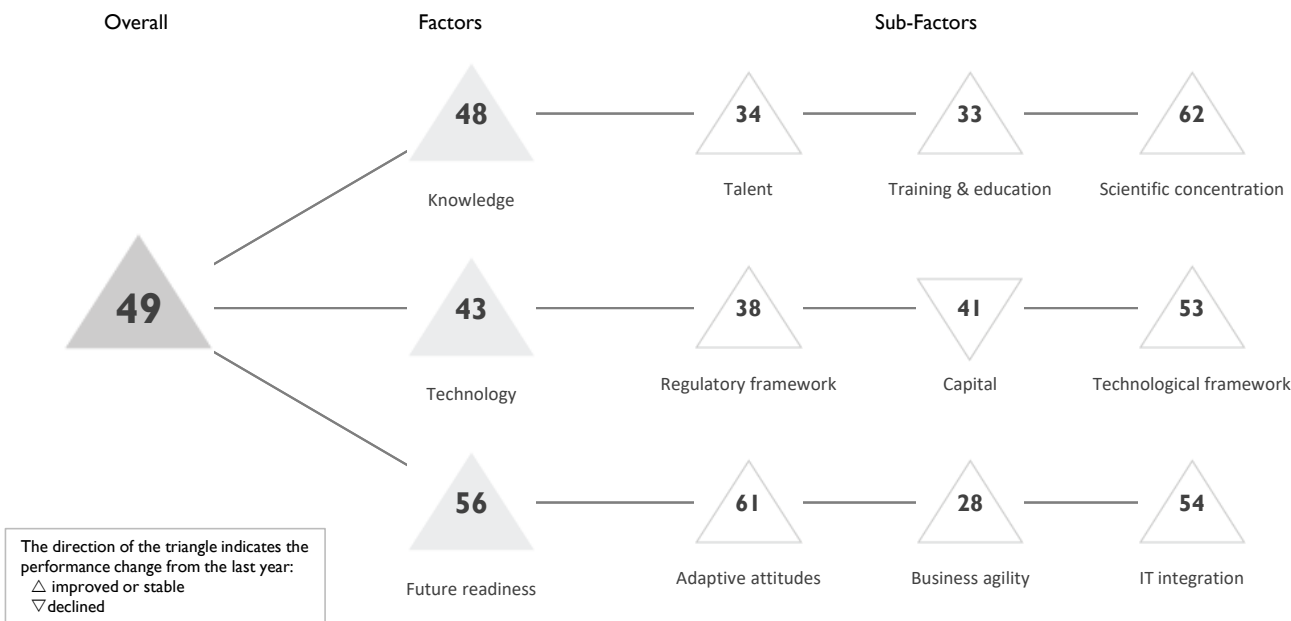 Overall
Factors
Sub-Factors
48
34
33
62
Knowledge
Talent
Training & education
Scientific concentration
49
43
38
41
53
Technology
Regulatory framework
Capital
Technological framework
56
61
28
54
Future readiness
Adaptive attitudes
Business agility
IT integration
The direction of the triangle indicates the
performance change from the last year:
△ improved or stable
▽ declined